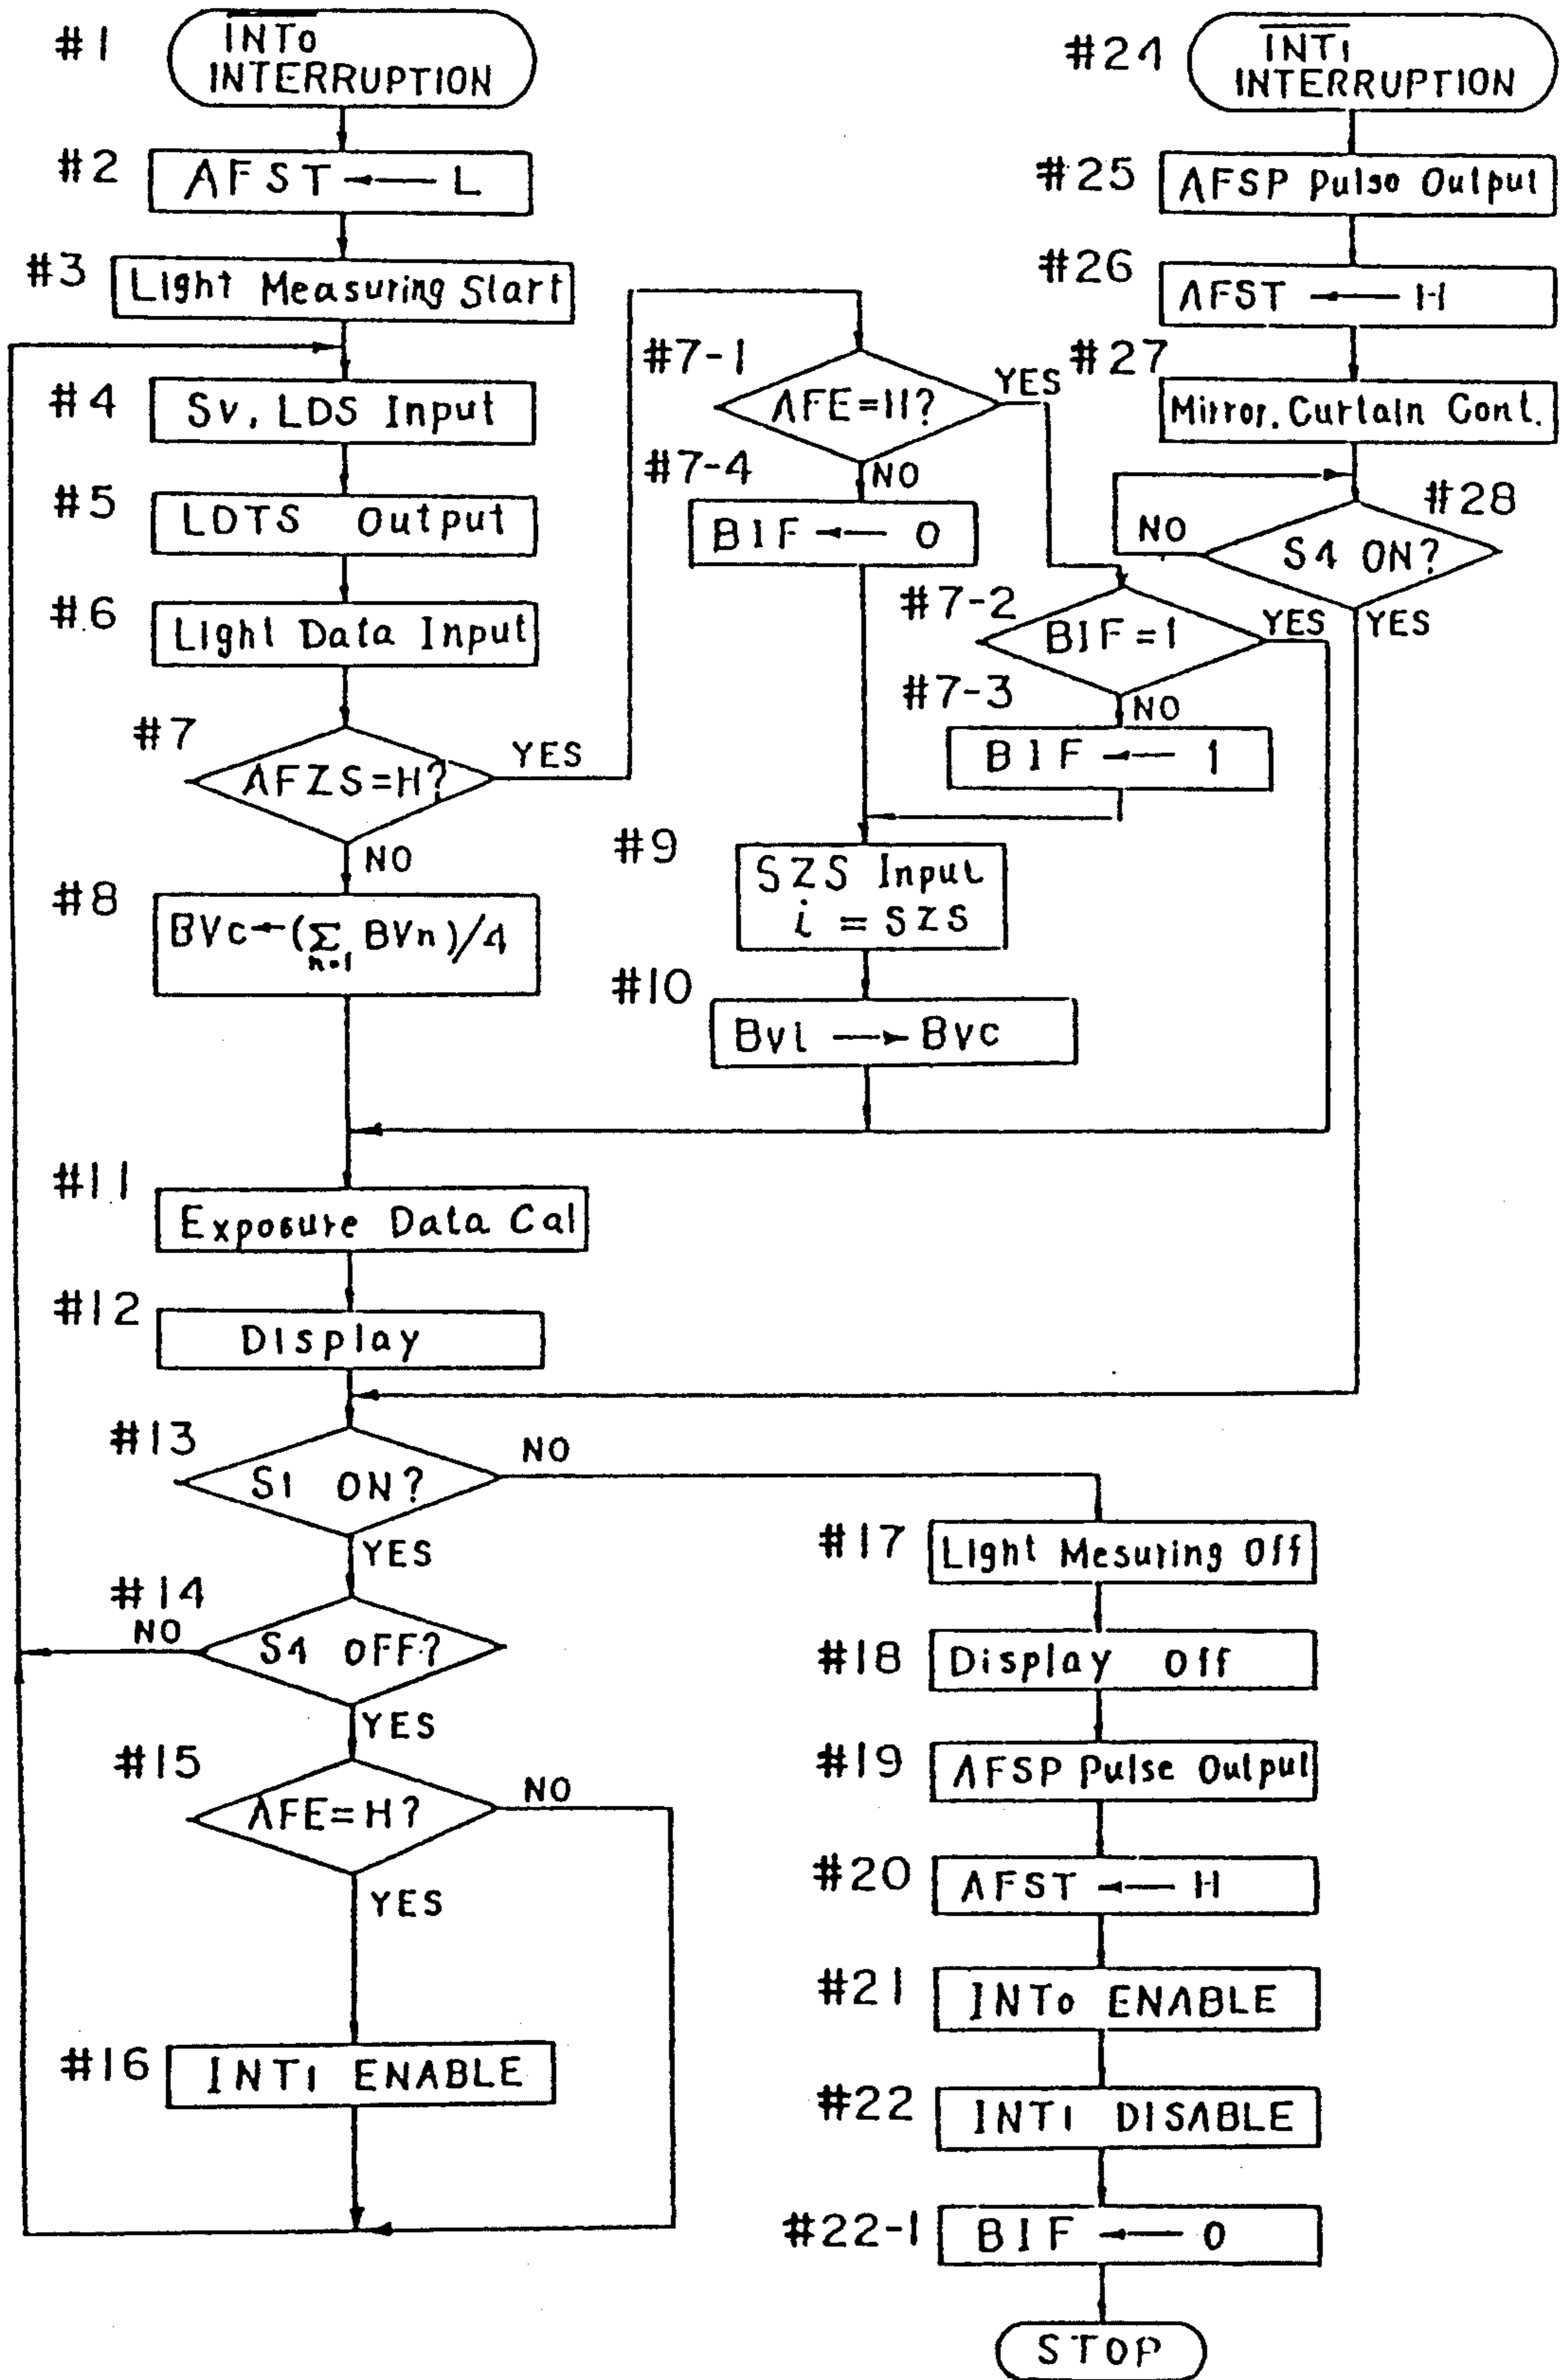 #1
INT0
INTERRUPTION
#2
AFST ← L
#3
Light Measuring Start
#4
Sv, LDS Input
#5
LDTS Output
#6
Light Data Input
#7
AFZS=H?
YES
NO
#8
BVc←(∑ BVn)/4
n=1
#7-1
AFE=H?
YES
#7-4
NO
BIF ← 0
#7-2
BIF=1
YES
#7-3
NO
BIF ← 1
#9
SZS Input
i = SZS
#10
Bvi → Bvc
#11
Exposure Data Cal
#12
Display
#13
S1 ON?
NO
YES
#14
NO
S4 OFF?
YES
#15
AFE=H?
NO
YES
#16
INT1 ENABLE
#17
Light Mesuring Off
#18
Display Off
#19
AFSP Pulse Output
#20
AFST ← H
#21
INT0 ENABLE
#22
INT1 DISABLE
#22-1
BIF ← 0
STOP
#24
INT1
INTERRUPTION
#25
AFSP Pulse Output
#26
AFST ← H
#27
Mirror. Curtain Cont.
#28
NO
S4 ON?
YES